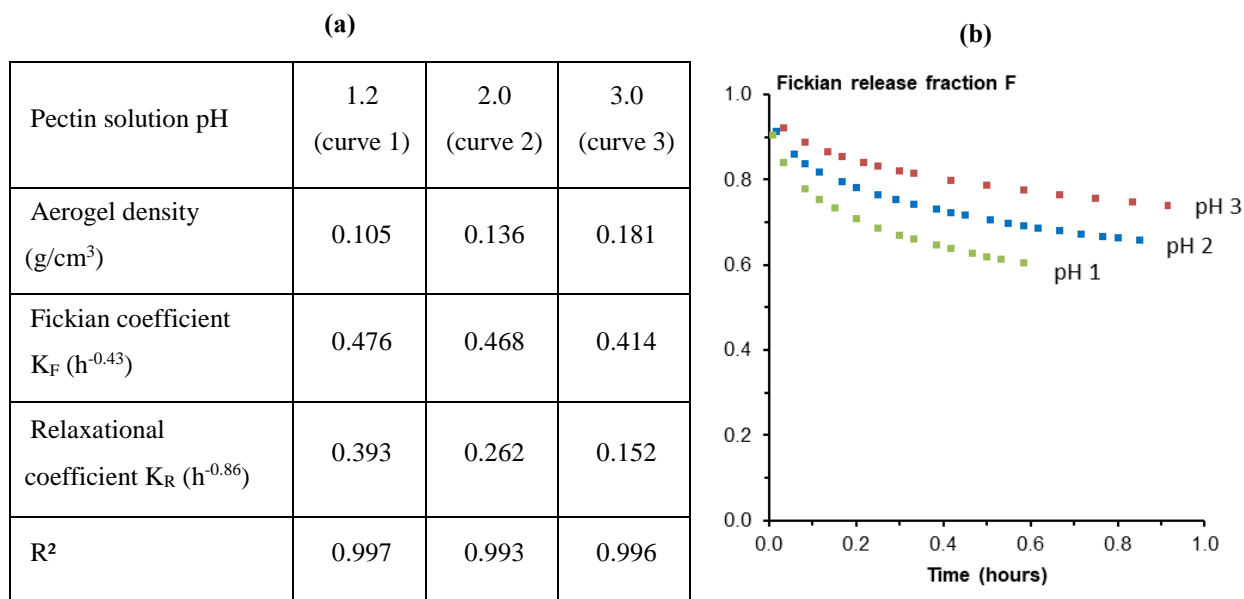 (a)
Pectin solution pH
1.2
(curve 1)
2.0
(curve 2)
3.0
(curve 3)
Aerogel density
(g/cm³)
0.105
0.136
0.181
Fickian coefficient
K_F (h^-0.43)
0.476
0.468
0.414
Relaxational
coefficient K_R (h^-0.86)
0.393
0.262
0.152
R²
0.997
0.993
0.996
(b)
Fickian release fraction F
1.0
0.8
0.6
0.4
0.2
0.0
pH 3
pH 2
pH 1
0.0
0.2
0.4
0.6
0.8
1.0
Time (hours)